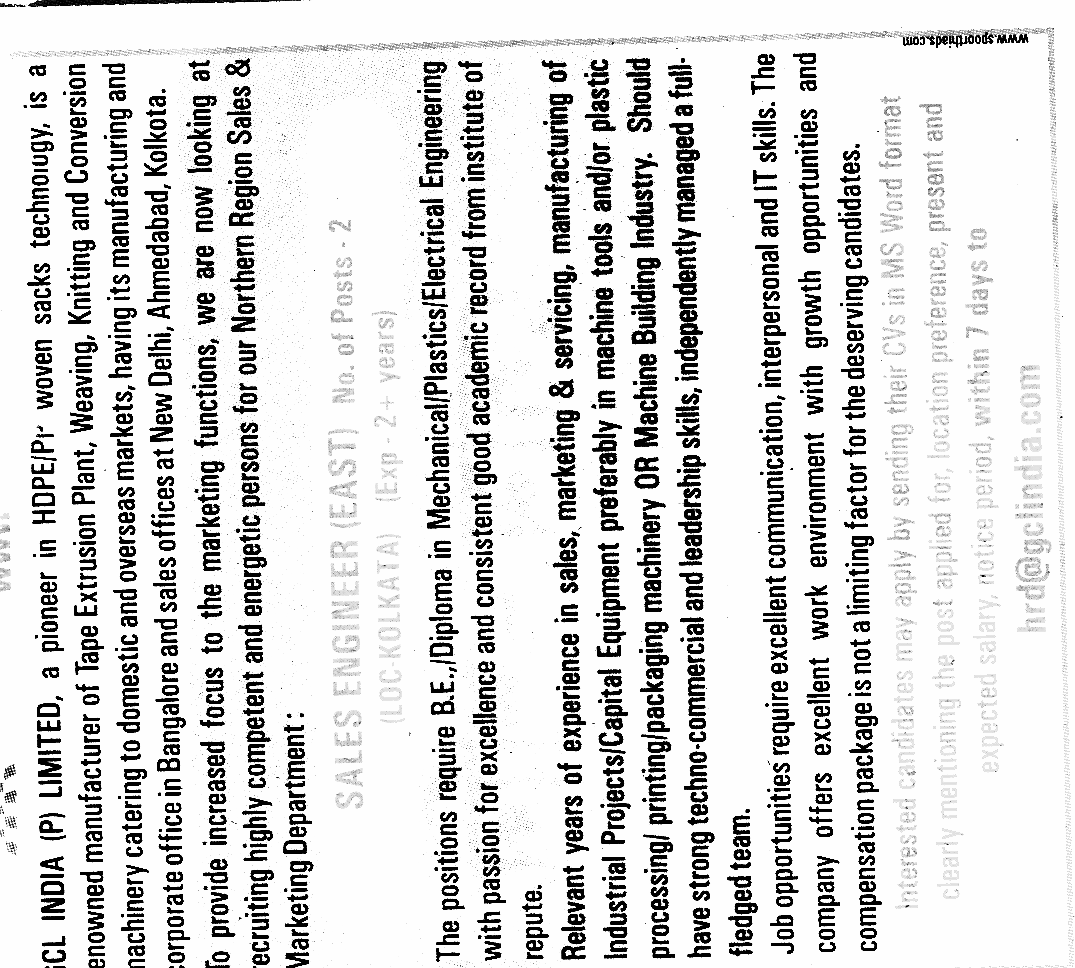 GCL INDIA (P) LIMITED, a pioneer in HDPE/PP woven sacks technology, is a
enowned manufacturer of Tape Extrusion Plant, Weaving, Knitting and Conversion
nachinery catering to domestic and overseas markets, having its manufacturing and
corporate office in Bangalore and sales offices at New Delhi, Ahmedabad, Kolkota.
To provide increased focus to the marketing functions, we are now looking at
recruiting highly competent and energetic persons for our Northern Region Sales &
Marketing Department :
SALES ENGINEER (EAST) No. of Posts - 2
(LOC-KOLKATA) (Exp - 2+ years)
The positions require B.E.,/Diploma in Mechanical/Plastics/Electrical Engineering
with passion for excellence and consistent good academic record from institute of
repute.
Relevant years of experience in sales, marketing & servicing, manufacturing of
Industrial Projects/Capital Equipment preferably in machine tools and/or plastic
processing/ printing/packaging machinery OR Machine Building Industry. Should
have strong techno-commercial and leadership skills, independently managed a full-
fledged team.
Job opportunities require excellent communication, interpersonal and IT skills. The
company offers excellent work environment with growth opportunities and
compensation package is not a limiting factor for the deserving candidates.
Interested candidates may apply by sending their CVs in MS Word format
clearly mentioning the post applied for, location preference, present and
expected salary, notice period, within 7 days to
hrd@gclindia.com
www.spoorthiads.com